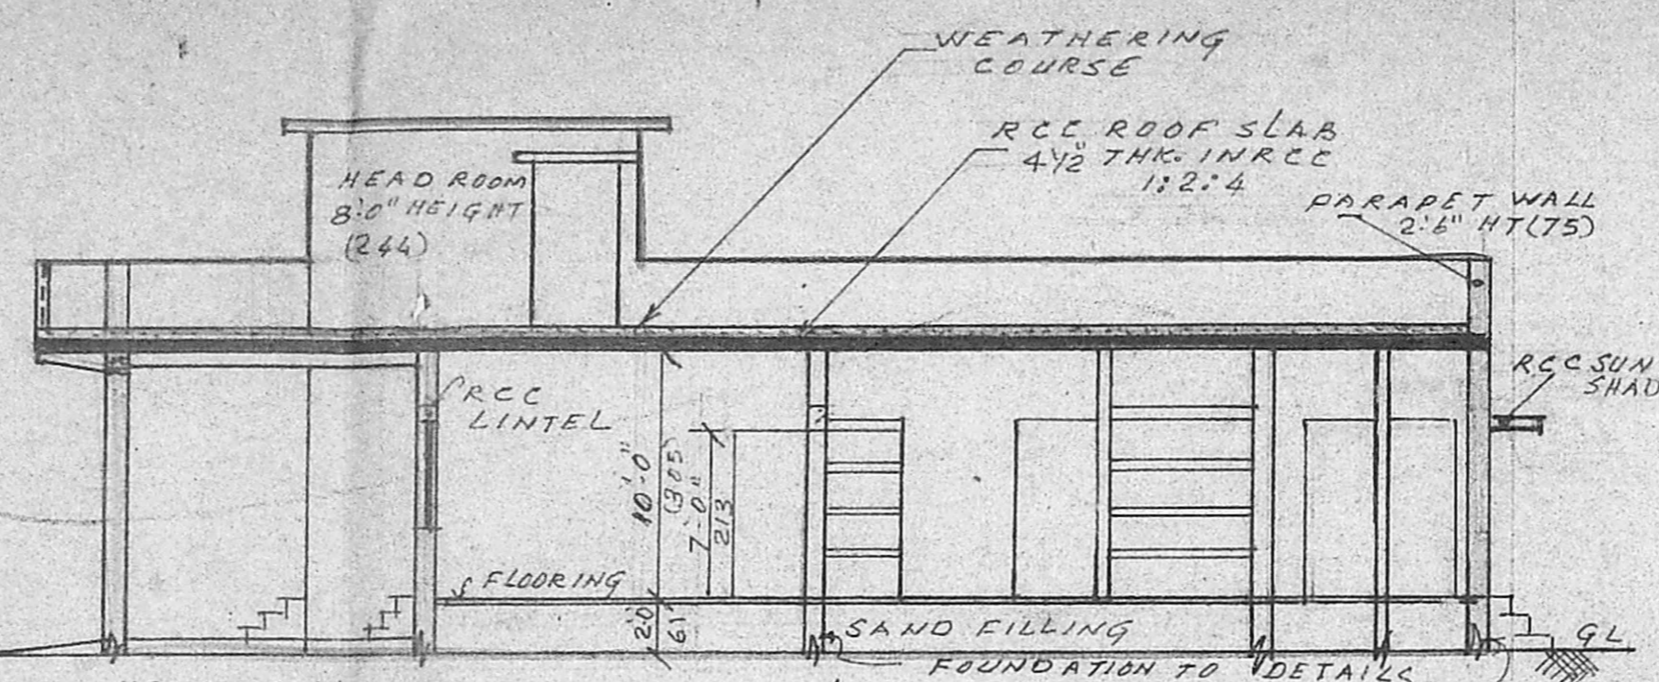 WEATHERING
COURSE
RCC ROOF SLAB
4½" THK. IN RCC
1:2:4
HEAD ROOM
8'0" HEIGHT
(244)
PARAPET WALL
2'6" HT (75)
RCC SUN
SHAD
RCC
LINTEL
10'-0"
(305)
7'-0"
213
FLOORING
2'0
61
SAND FILLING
GL
FOUNDATION TO DETAILS